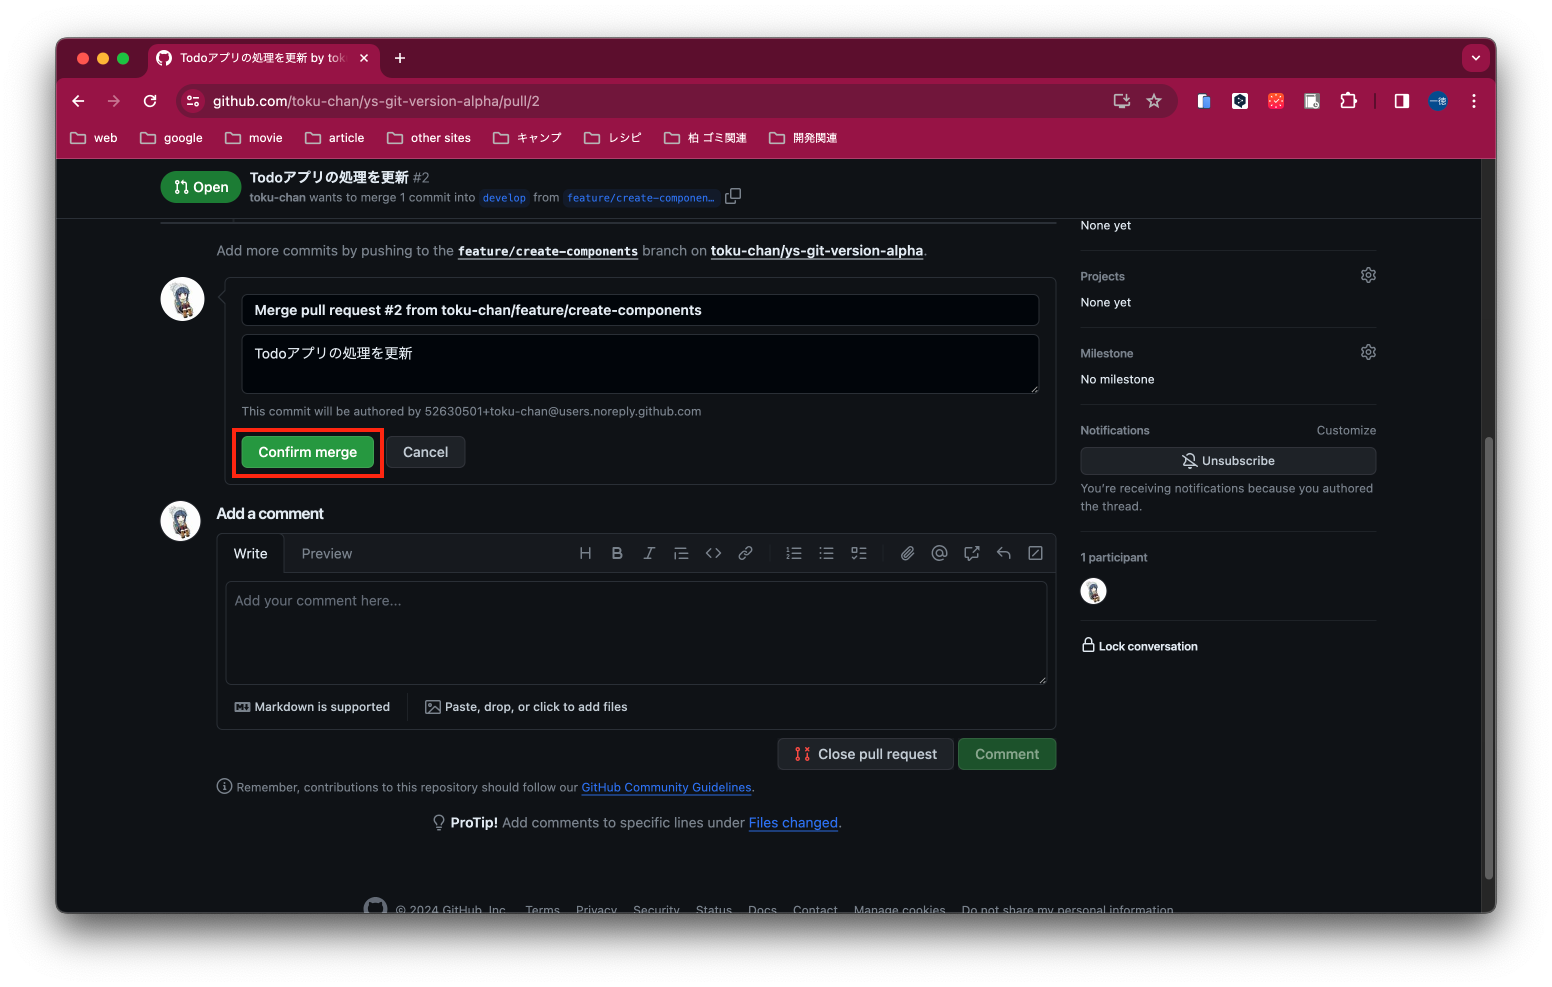 Todoアプリの処理を更新 by tok
github.com/toku-chan/ys-git-version-alpha/pull/2
web google movie article other sites キャンプ レシピ 柏 ゴミ関連 開発関連
Open
Todoアプリの処理を更新 #2
toku-chan wants to merge 1 commit into develop from feature/create-componen…
None yet
Add more commits by pushing to the feature/create-components branch on toku-chan/ys-git-version-alpha.
Projects
None yet
Merge pull request #2 from toku-chan/feature/create-components
Todoアプリの処理を更新
Milestone
No milestone
This commit will be authored by 52630501+toku-chan@users.noreply.github.com
Confirm merge Cancel
Notifications Customize
Unsubscribe
You're receiving notifications because you authored
the thread.
Add a comment
Write Preview
Add your comment here...
1 participant
Lock conversation
Markdown is supported Paste, drop, or click to add files
Close pull request Comment
Remember, contributions to this repository should follow our GitHub Community Guidelines.
ProTip! Add comments to specific lines under Files changed.
© 2024 GitHub, Inc. Terms Privacy Security Status Docs Contact Manage cookies Do not share my personal information